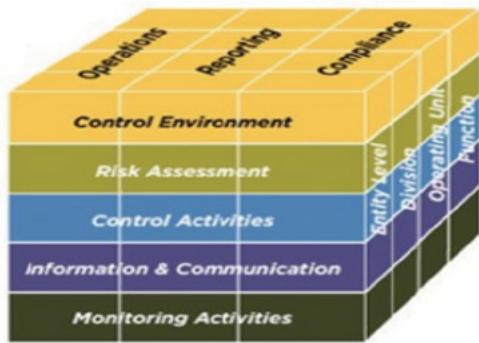 Operations
Reporting
Compliance
Control Environment
Risk Assessment
Control Activities
Information & Communication
Monitoring Activities
Entity Level
Division
Operating Unit
Function